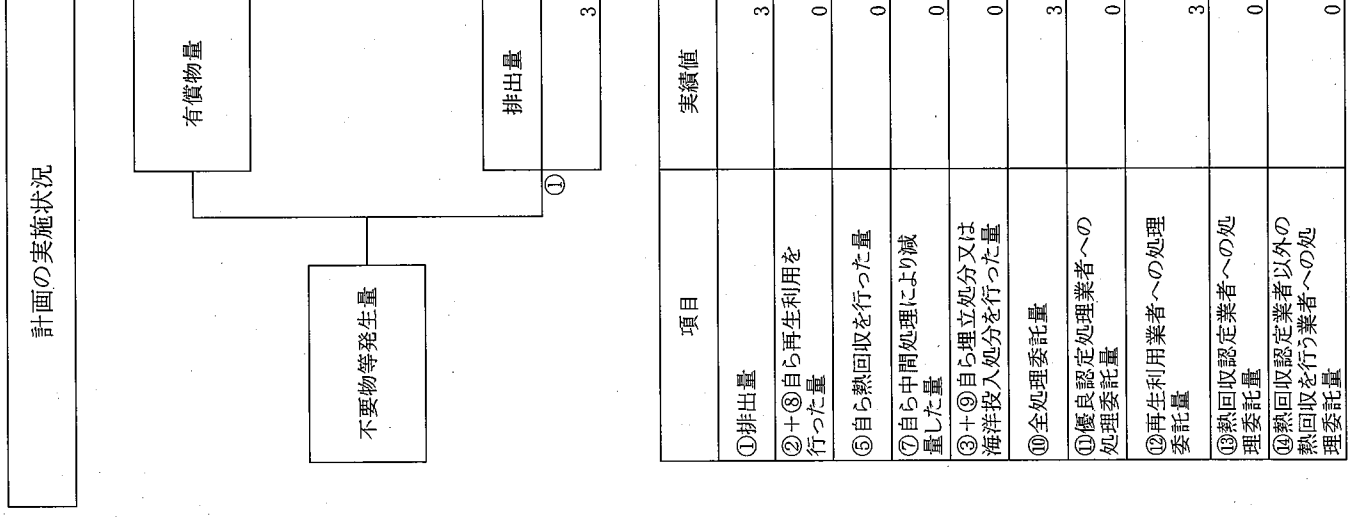 計画の実施状況
有償物量
不要物等発生量
排出量
①
3
項目
実績値
①排出量
3
②+⑧自ら再生利用を
行った量
0
⑤自ら熱回収を行った量
0
⑦自ら中間処理により減
量した量
0
③+⑨自ら埋立処分又は
海洋投入処分を行った量
0
⑩全処理委託量
3
⑪優良認定処理業者への
処理委託量
0
⑫再生利用業者への処理
委託量
3
⑬熱回収認定業者への処
理委託量
0
⑭熱回収認定業者以外の
熱回収を行う業者への処
理委託量
0